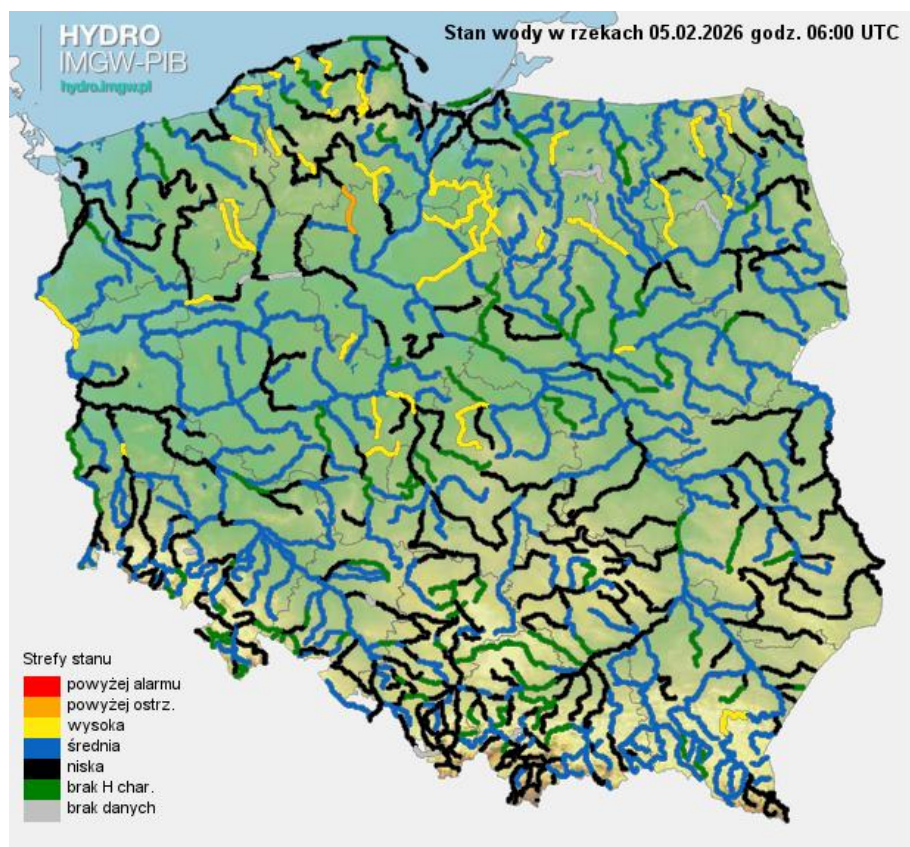 HYDRO
IMGW-PIB
hydro.imgw.pl
Stan wody w rzekach 05.02.2026 godz. 06:00 UTC
Strefy stanu
powyżej alarmu
powyżej ostrz.
wysoka
średnia
niska
brak H char.
brak danych